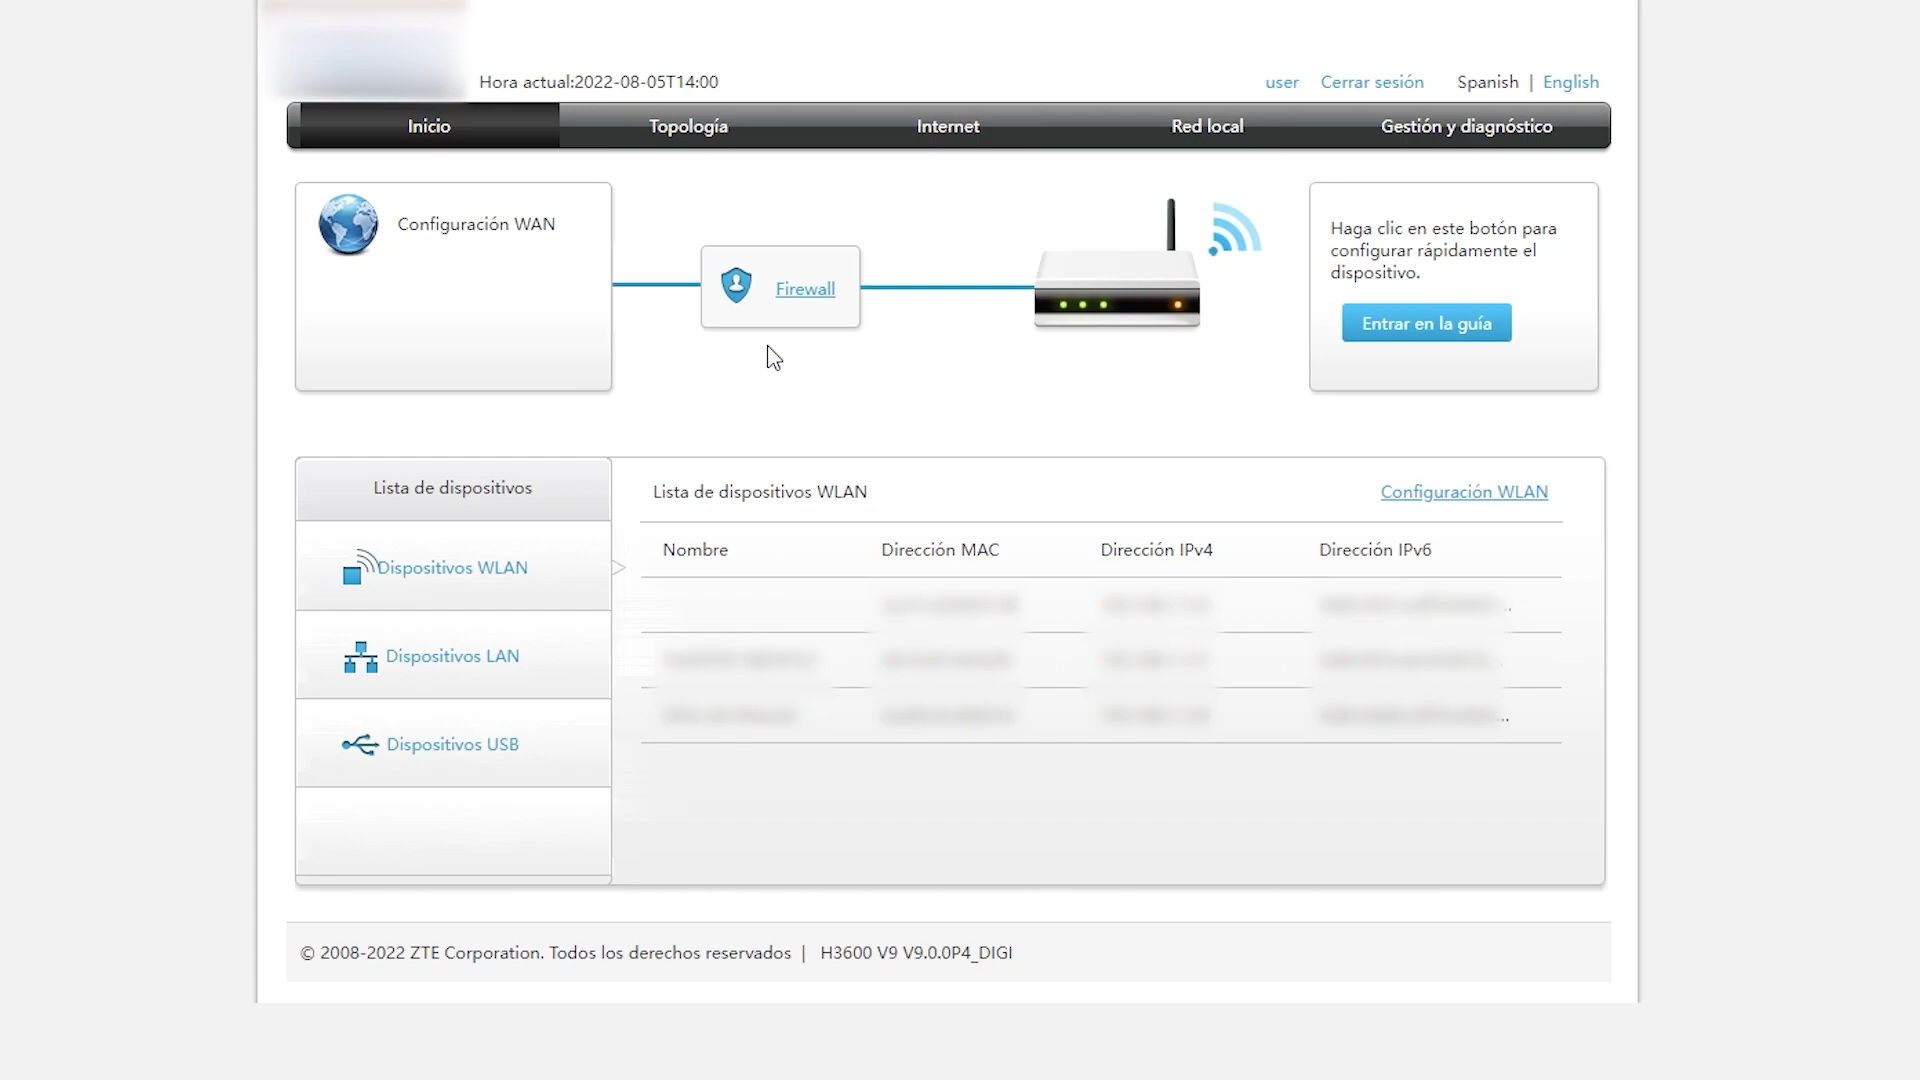 Hora actual:2022-08-05T14:00
user Cerrar sesión Spanish | English
Inicio Topología Internet Red local Gestión y diagnóstico
Configuración WAN
Firewall
Haga clic en este botón para
configurar rápidamente el
dispositivo.
Entrar en la guía
Lista de dispositivos
Dispositivos WLAN
Dispositivos LAN
Dispositivos USB
Lista de dispositivos WLAN
Configuración WLAN
Nombre Dirección MAC Dirección IPv4 Dirección IPv6
© 2008-2022 ZTE Corporation. Todos los derechos reservados | H3600 V9 V9.0.0P4_DIGI